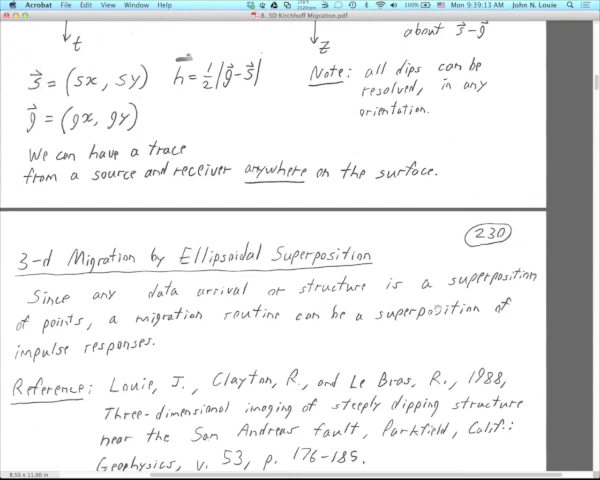 Acrobat File Edit View Window Help
Mon 9:39:13 AM John N. Louie
100%
8. 3D Kirchhoff Migration.pdf
t
z
about s⃗-g⃗
s⃗ = (sx, sy) h = ½|g⃗-s⃗|
g⃗ = (gx, gy)
Note: all dips can be
resolved, in any
orientation.
We can have a trace
from a source and receiver anywhere on the surface.
230
3-d Migration by Ellipsoidal Superposition
Since any data arrival or structure is a superposition
of points, a migration routine can be a superposition of
impulse responses.
Reference: Louie, J., Clayton, R., and Le Bras, R., 1988,
Three-dimensional imaging of steeply dipping structure
near the San Andreas fault, Parkfield, Calif.:
Geophysics, v. 53, p. 176-185.
8.50 x 11.00 in